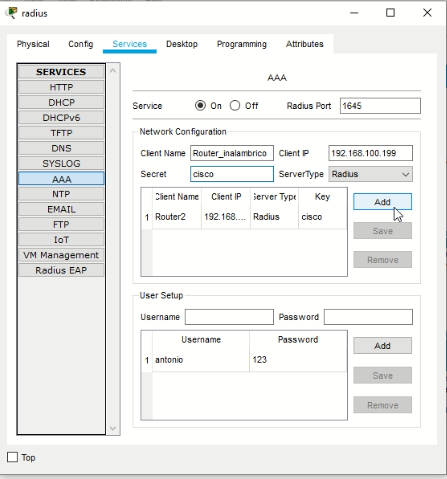 radius
Physical Config Services Desktop Programming Attributes
SERVICES
HTTP
DHCP
DHCPv6
TFTP
DNS
SYSLOG
AAA
NTP
EMAIL
FTP
IoT
VM Management
Radius EAP
AAA
Service On Off Radius Port 1645
Network Configuration
Client Name Router_inalambrico Client IP 192.168.100.199
Secret cisco ServerType Radius
Client Name Client IP Server Type Key
1 Router2 192.168.... Radius cisco
Add
Save
Remove
User Setup
Username Password
Username Password
1 antonio 123
Add
Save
Remove
Top